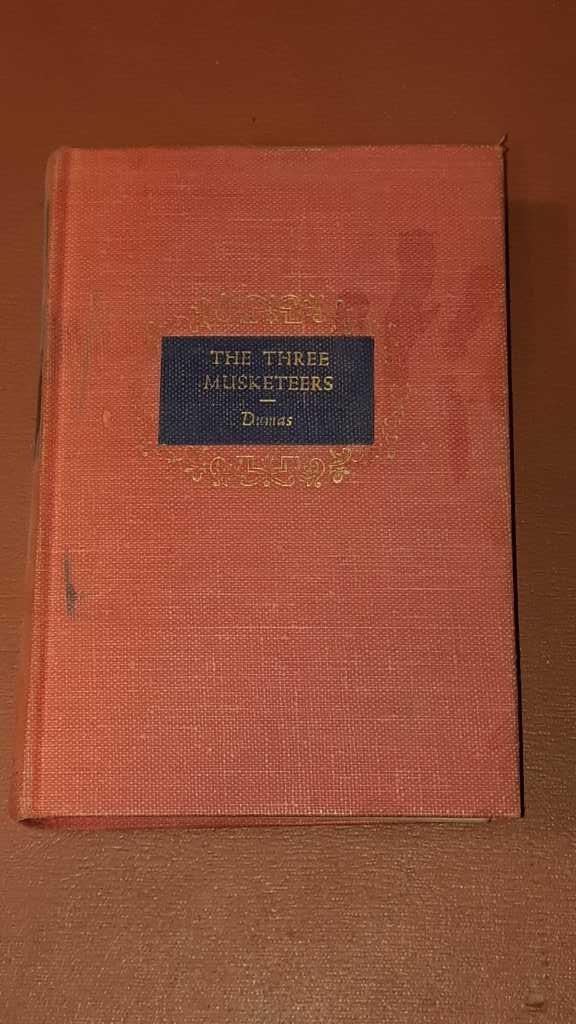 THE THREE
MUSKETEERS
—
Dumas